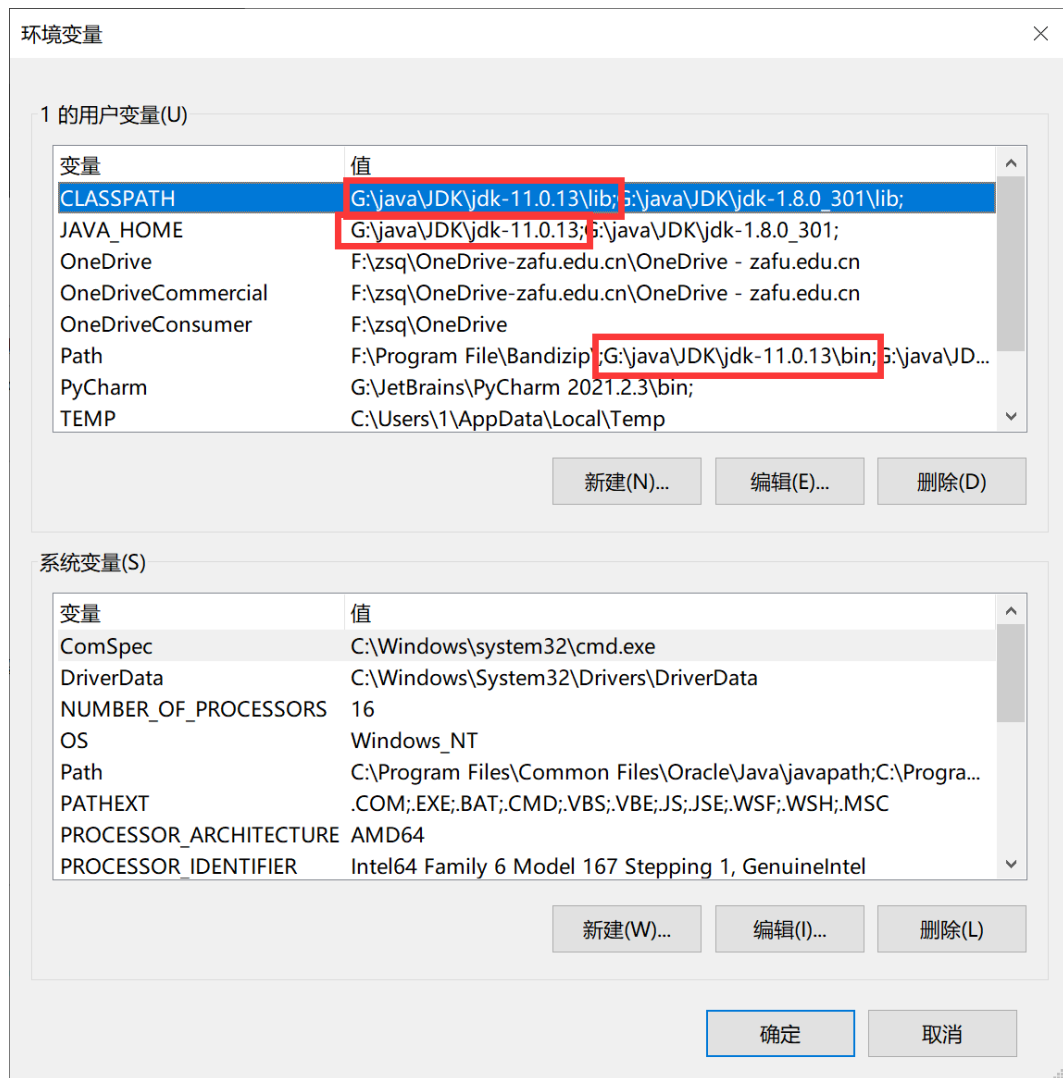 环境变量
1 的用户变量(U)
变量 值
CLASSPATH G:\java\JDK\jdk-11.0.13\lib;G:\java\JDK\jdk-1.8.0_301\lib;
JAVA_HOME G:\java\JDK\jdk-11.0.13;G:\java\JDK\jdk-1.8.0_301;
OneDrive F:\zsq\OneDrive-zafu.edu.cn\OneDrive - zafu.edu.cn
OneDriveCommercial F:\zsq\OneDrive-zafu.edu.cn\OneDrive - zafu.edu.cn
OneDriveConsumer F:\zsq\OneDrive
Path F:\Program File\Bandizip\;G:\java\JDK\jdk-11.0.13\bin;G:\java\JD...
PyCharm G:\JetBrains\PyCharm 2021.2.3\bin;
TEMP C:\Users\1\AppData\Local\Temp
新建(N)... 编辑(E)... 删除(D)
系统变量(S)
变量 值
ComSpec C:\Windows\system32\cmd.exe
DriverData C:\Windows\System32\Drivers\DriverData
NUMBER_OF_PROCESSORS 16
OS Windows_NT
Path C:\Program Files\Common Files\Oracle\Java\javapath;C:\Progra...
PATHEXT .COM;.EXE;.BAT;.CMD;.VBS;.VBE;.JS;.JSE;.WSF;.WSH;.MSC
PROCESSOR_ARCHITECTURE AMD64
PROCESSOR_IDENTIFIER Intel64 Family 6 Model 167 Stepping 1, GenuineIntel
新建(W)... 编辑(I)... 删除(L)
确定 取消